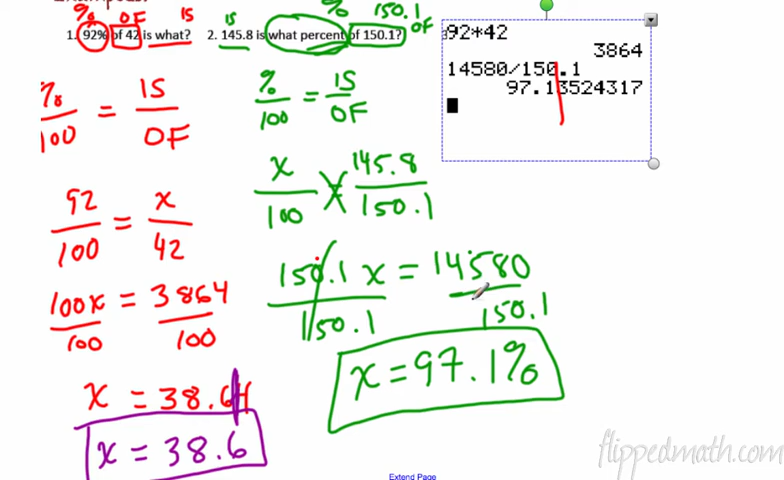 % OF IS IS % 150.1 OF
1. 92% of 42 is what? 2. 145.8 is what percent of 150.1?
%/100 = IS/OF
92/100 = x/42
100x/100 = 3864/100
x = 38.64
x = 38.6
%/100 = IS/OF
x/100 = 145.8/150.1
150.1x/150.1 = 14580/150.1
x = 97.1%
92*42
3864
14580/150.1
97.13524317
flippedmath.com
Extend Page